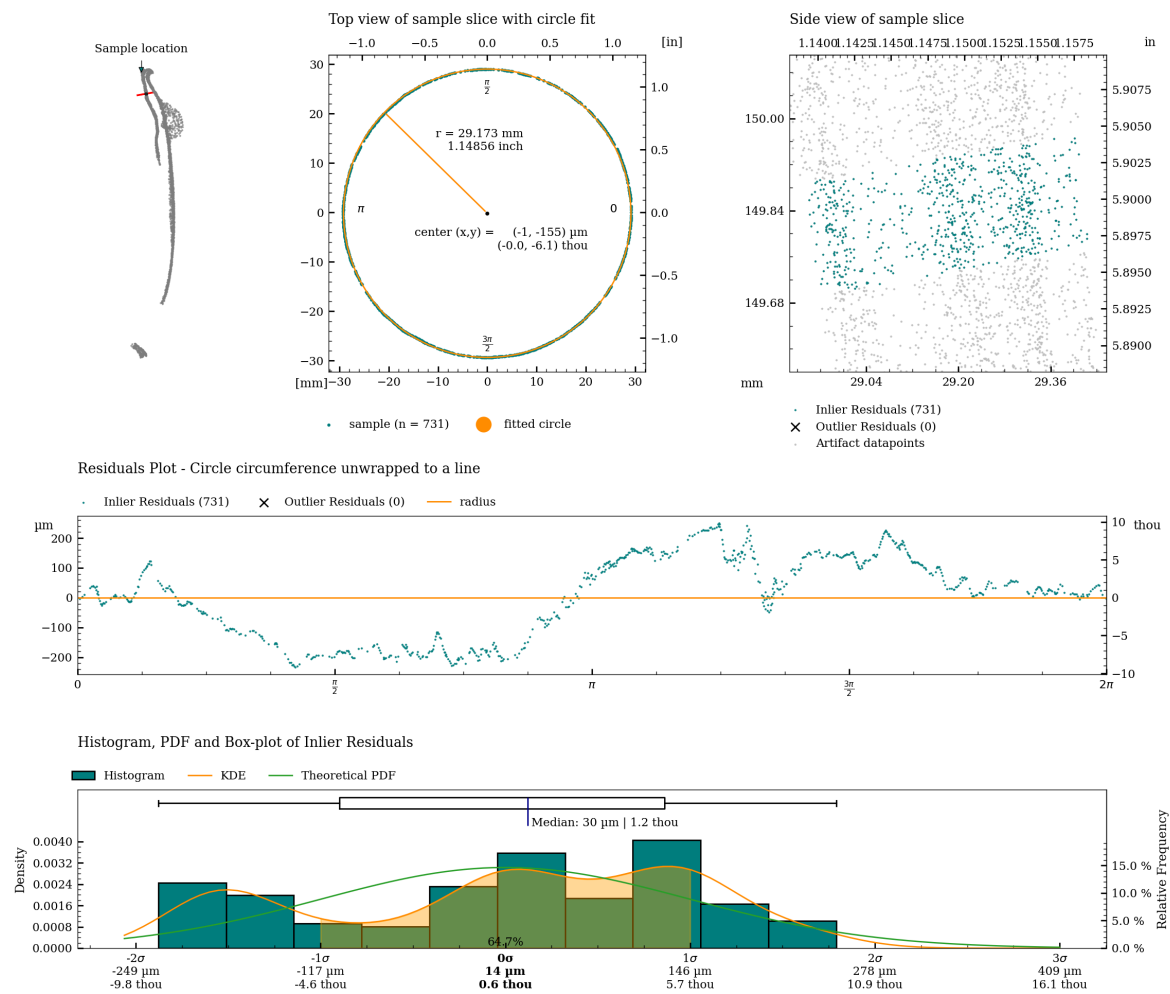 Sample location
Top view of sample slice with circle fit
−1.0 −0.5 0.0 0.5 1.0 [in]
30
20
10
0
−10
−20
−30
1.0
0.5
0.0
−0.5
−1.0
π/2
r = 29.173 mm
1.14856 inch
π
0
center (x,y) = (-1, -155) µm
(-0.0, -6.1) thou
3π/2
[mm] −30 −20 −10 0 10 20 30
sample (n = 731) fitted circle
Side view of sample slice
1.1400 1.1425 1.1450 1.1475 1.1500 1.1525 1.1550 1.1575 in
150.00
149.84
149.68
5.9075
5.9050
5.9025
5.9000
5.8975
5.8950
5.8925
5.8900
mm 29.04 29.20 29.36
Inlier Residuals (731)
Outlier Residuals (0)
Artifact datapoints
Residuals Plot - Circle circumference unwrapped to a line
Inlier Residuals (731) Outlier Residuals (0) radius
µm
200
100
0
−100
−200
10 thou
5
0
−5
−10
0 π/2 π 3π/2 2π
Histogram, PDF and Box-plot of Inlier Residuals
Histogram KDE Theoretical PDF
Median: 30 µm | 1.2 thou
Density
0.0040
0.0032
0.0024
0.0016
0.0008
0.0000
Relative Frequency
15.0 %
10.0 %
5.0 %
0.0 %
64.7%
-2σ -1σ 0σ 1σ 2σ 3σ
-249 µm -117 µm 14 µm 146 µm 278 µm 409 µm
-9.8 thou -4.6 thou 0.6 thou 5.7 thou 10.9 thou 16.1 thou